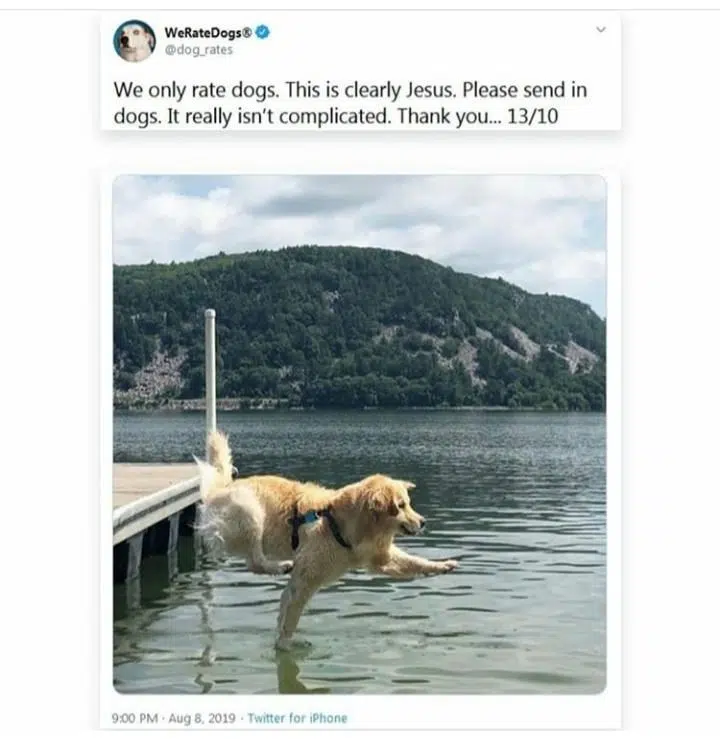 WeRateDogs®
@dog_rates
We only rate dogs. This is clearly Jesus. Please send in
dogs. It really isn't complicated. Thank you... 13/10
9:00 PM · Aug 8, 2019 · Twitter for iPhone